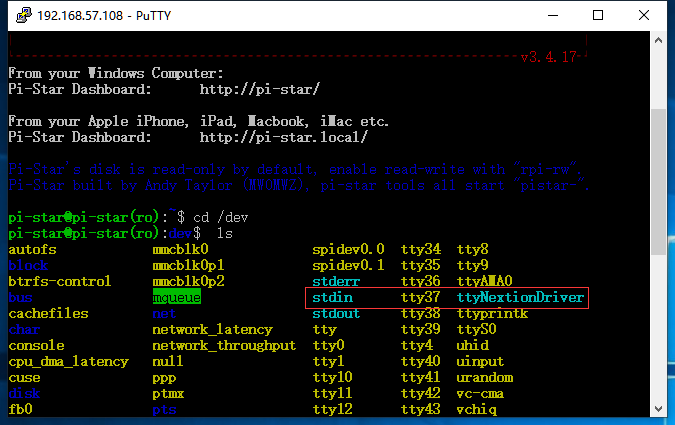 192.168.57.108 - PuTTY
v3.4.17
From your Windows Computer:
Pi-Star Dashboard: http://pi-star/
From your Apple iPhone, iPad, Macbook, iMac etc.
Pi-Star Dashboard: http://pi-star.local/
Pi-Star's disk is read-only by default, enable read-write with "rpi-rw",
Pi-Star built by Andy Taylor (MW0MWZ), pi-star tools all start "pistar-".
pi-star@pi-star(ro):~$ cd /dev
pi-star@pi-star(ro):dev$ ls
autofs mmcblk0 spidev0.0 tty34 tty8
block mmcblk0p1 spidev0.1 tty35 tty9
btrfs-control mmcblk0p2 stderr tty36 ttyAMA0
bus mqueue stdin tty37 ttyNextionDriver
cachefiles net stdout tty38 ttyprintk
char network_latency tty tty39 ttyS0
console network_throughput tty0 tty4 uhid
cpu_dma_latency null tty1 tty40 uinput
cuse ppp tty10 tty41 urandom
disk ptmx tty11 tty42 vc-cma
fb0 pts tty12 tty43 vchiq